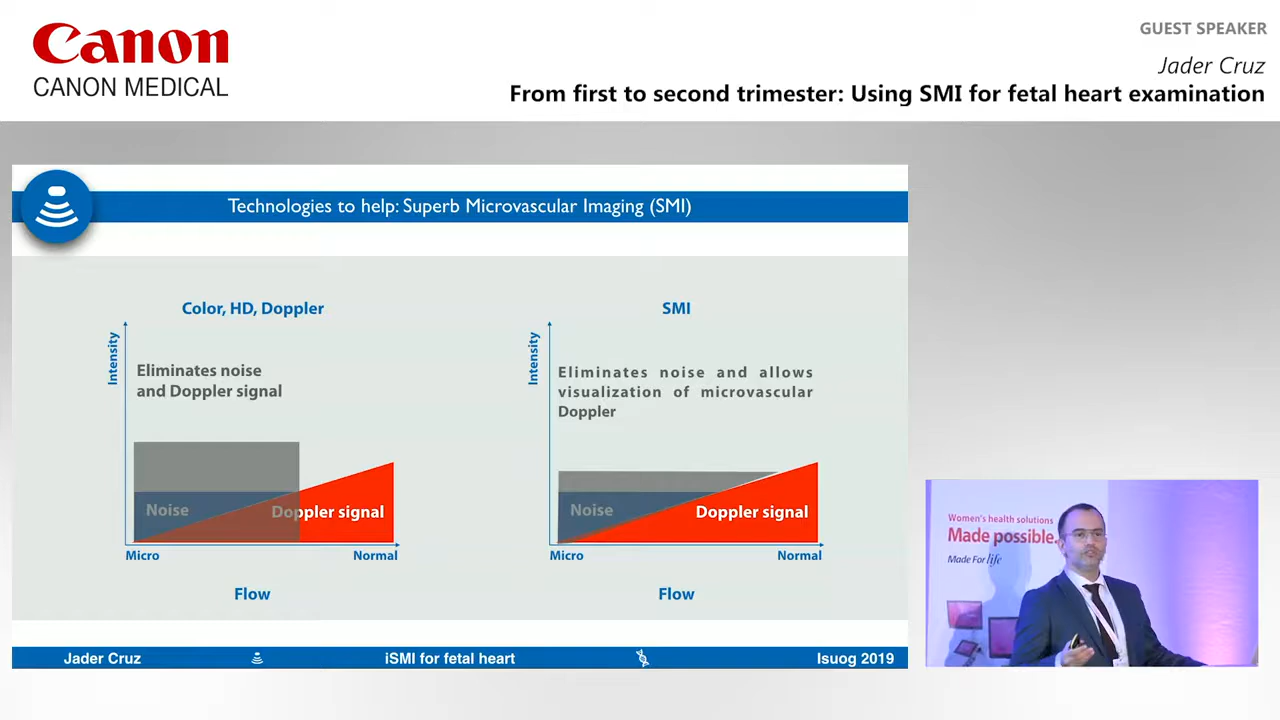 Canon
CANON MEDICAL
GUEST SPEAKER
Jader Cruz
From first to second trimester: Using SMI for fetal heart examination
Technologies to help: Superb Microvascular Imaging (SMI)
Color, HD, Doppler
Intensity
Eliminates noise
and Doppler signal
Noise
Doppler signal
Micro
Normal
Flow
SMI
Intensity
Eliminates noise and allows
visualization of microvascular
Doppler
Noise
Doppler signal
Micro
Normal
Flow
Jader Cruz
iSMI for fetal heart
Isuog 2019
Women's health solutions
Made possible.
Made For life